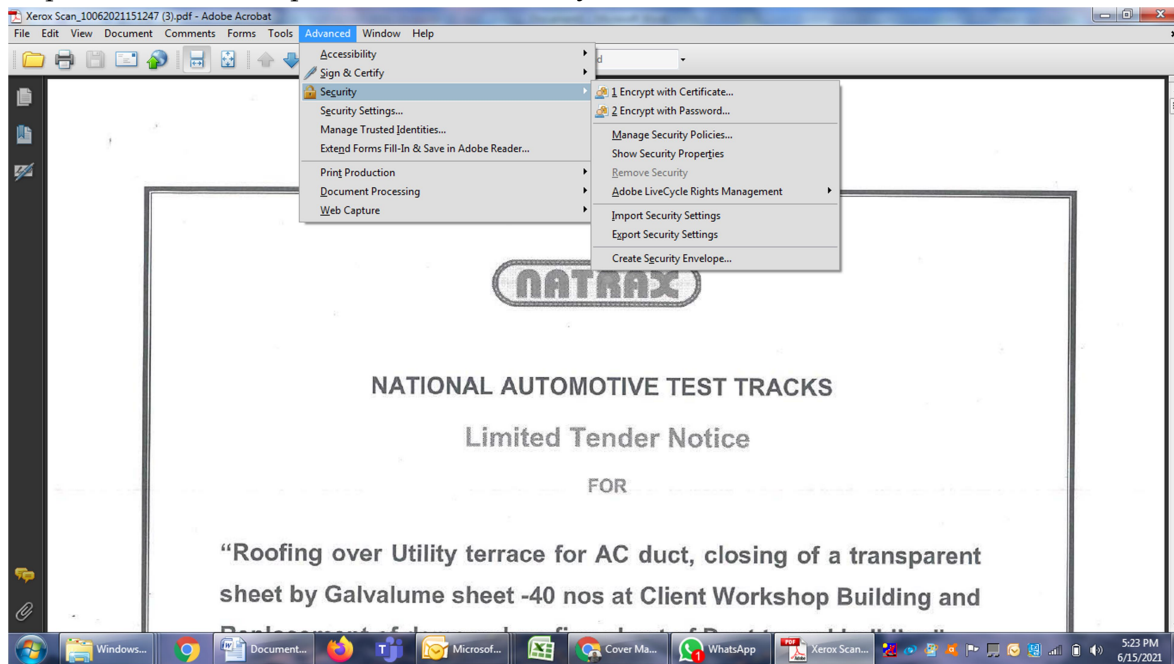 Xerox Scan_10062021151247 (3).pdf - Adobe Acrobat
File Edit View Document Comments Forms Tools Advanced Window Help
Accessibility
Sign & Certify
Security
Security Settings...
Manage Trusted Identities...
Extend Forms Fill-In & Save in Adobe Reader...
Print Production
Document Processing
Web Capture
1 Encrypt with Certificate...
2 Encrypt with Password...
Manage Security Policies...
Show Security Properties
Remove Security
Adobe LiveCycle Rights Management
Import Security Settings
Export Security Settings
Create Security Envelope...
NATRAX
NATIONAL AUTOMOTIVE TEST TRACKS
Limited Tender Notice
FOR
“Roofing over Utility terrace for AC duct, closing of a transparent
sheet by Galvalume sheet -40 nos at Client Workshop Building and
Windows... Document... Microsof... Cover Ma... WhatsApp Xerox Scan...
5:23 PM
6/15/2021